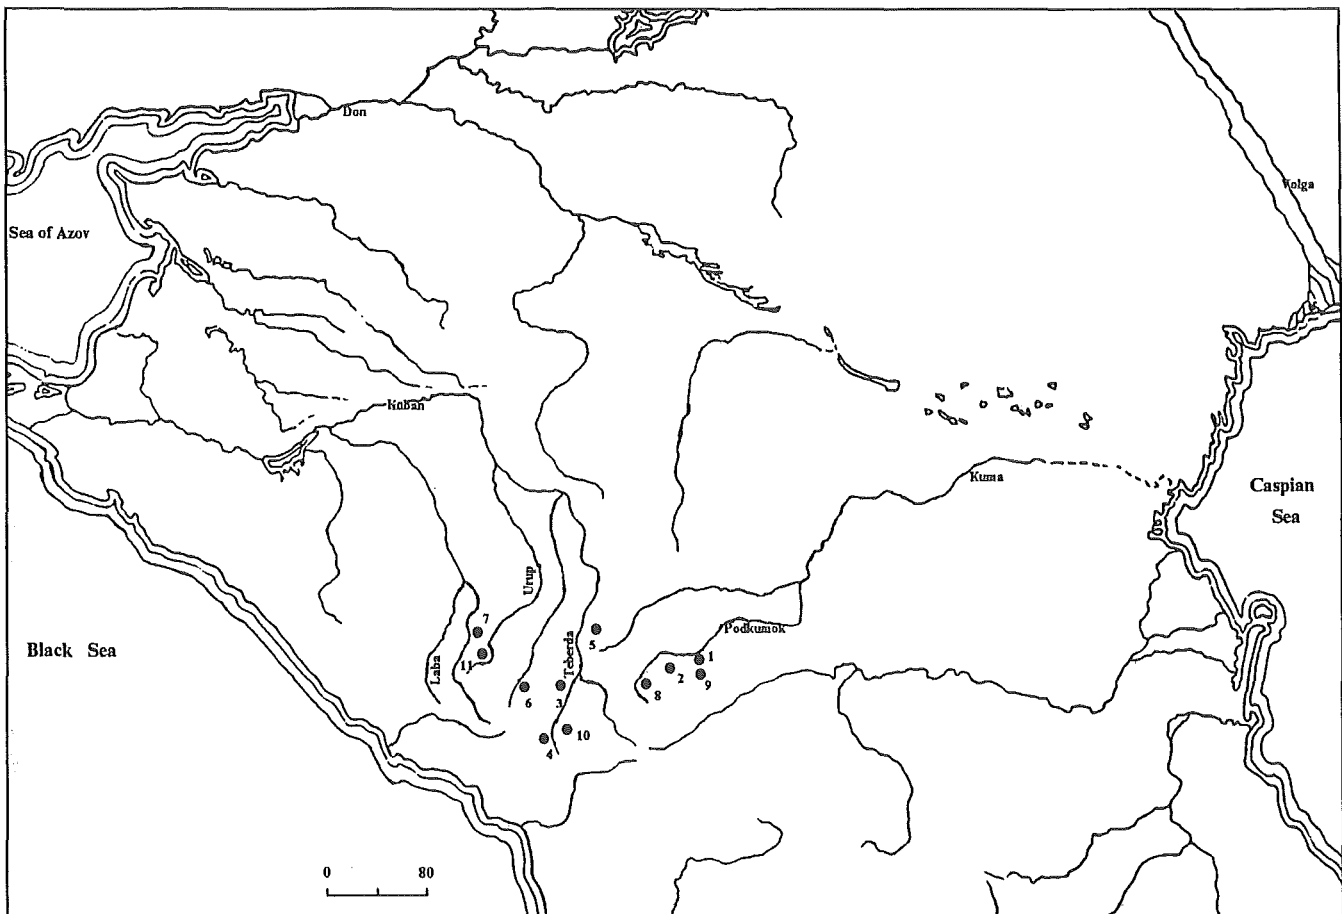 Don
Volga
Sea of Azov
Kuban
Kuma
Caspian
Sea
Urup
Black Sea
Laba
Teberda
Podkumok
7
11
5
1
2
9
8
6
3
10
4
0 80